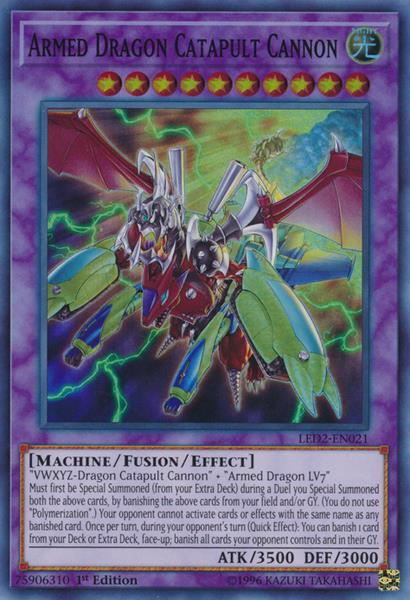 ARMED DRAGON CATAPULT CANNON
LIGHT
光
LED2-EN021
[MACHINE/FUSION/EFFECT]
"VWXYZ-Dragon Catapult Cannon" + "Armed Dragon LV7"
Must first be Special Summoned (from your Extra Deck) during a Duel you Special Summoned
both the above cards, by banishing the above cards from your field and/or GY. (You do not use
"Polymerization".) Your opponent cannot activate cards or effects with the same name as any
banished card. Once per turn, during your opponent's turn (Quick Effect): You can banish 1 card
from your Deck or Extra Deck, face-up; banish all cards your opponent controls and in their GY.
ATK/3500 DEF/3000
75906310 1st Edition ©1996 KAZUKI TAKAHASHI